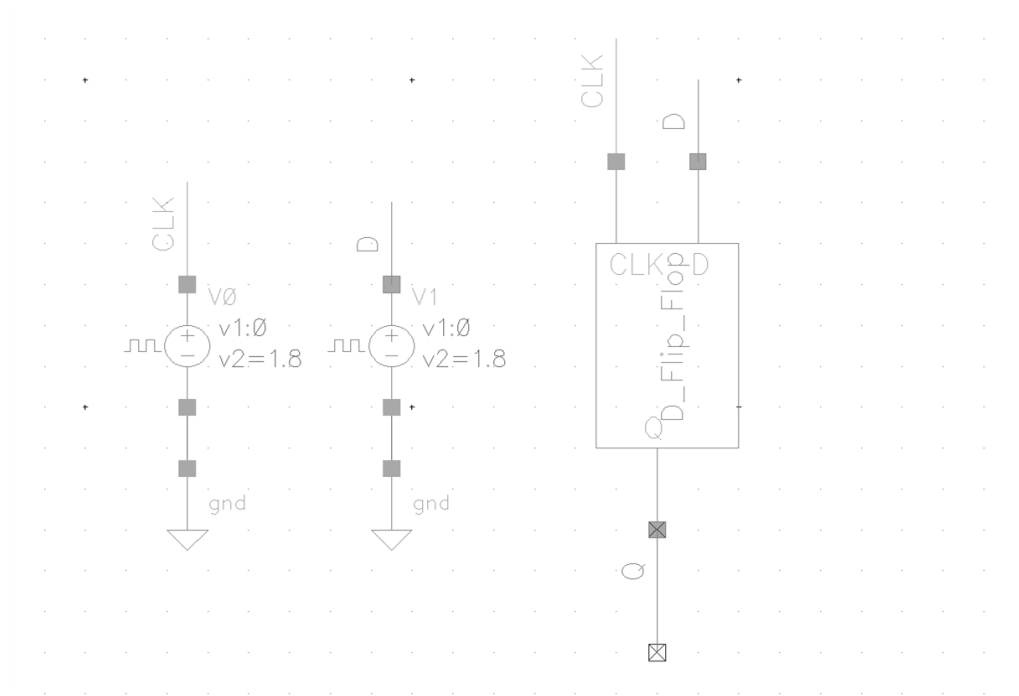 CLK
D
CLK
D
V0
v1:0
v2=1.8
V1
v1:0
v2=1.8
CLK
D
D_Flip_Flop
Q
gnd
gnd
Q